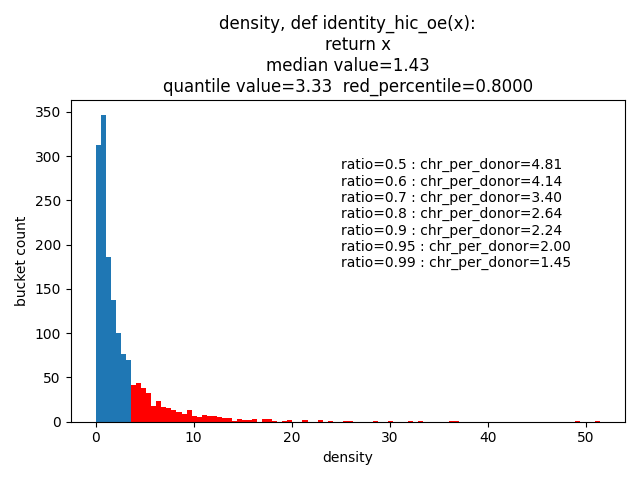 density, def identity_hic_oe(x):
return x
median value=1.43
quantile value=3.33  red_percentile=0.8000
350
300
250
200
150
100
50
0
bucket count
ratio=0.5 : chr_per_donor=4.81
ratio=0.6 : chr_per_donor=4.14
ratio=0.7 : chr_per_donor=3.40
ratio=0.8 : chr_per_donor=2.64
ratio=0.9 : chr_per_donor=2.24
ratio=0.95 : chr_per_donor=2.00
ratio=0.99 : chr_per_donor=1.45
0 10 20 30 40 50
density